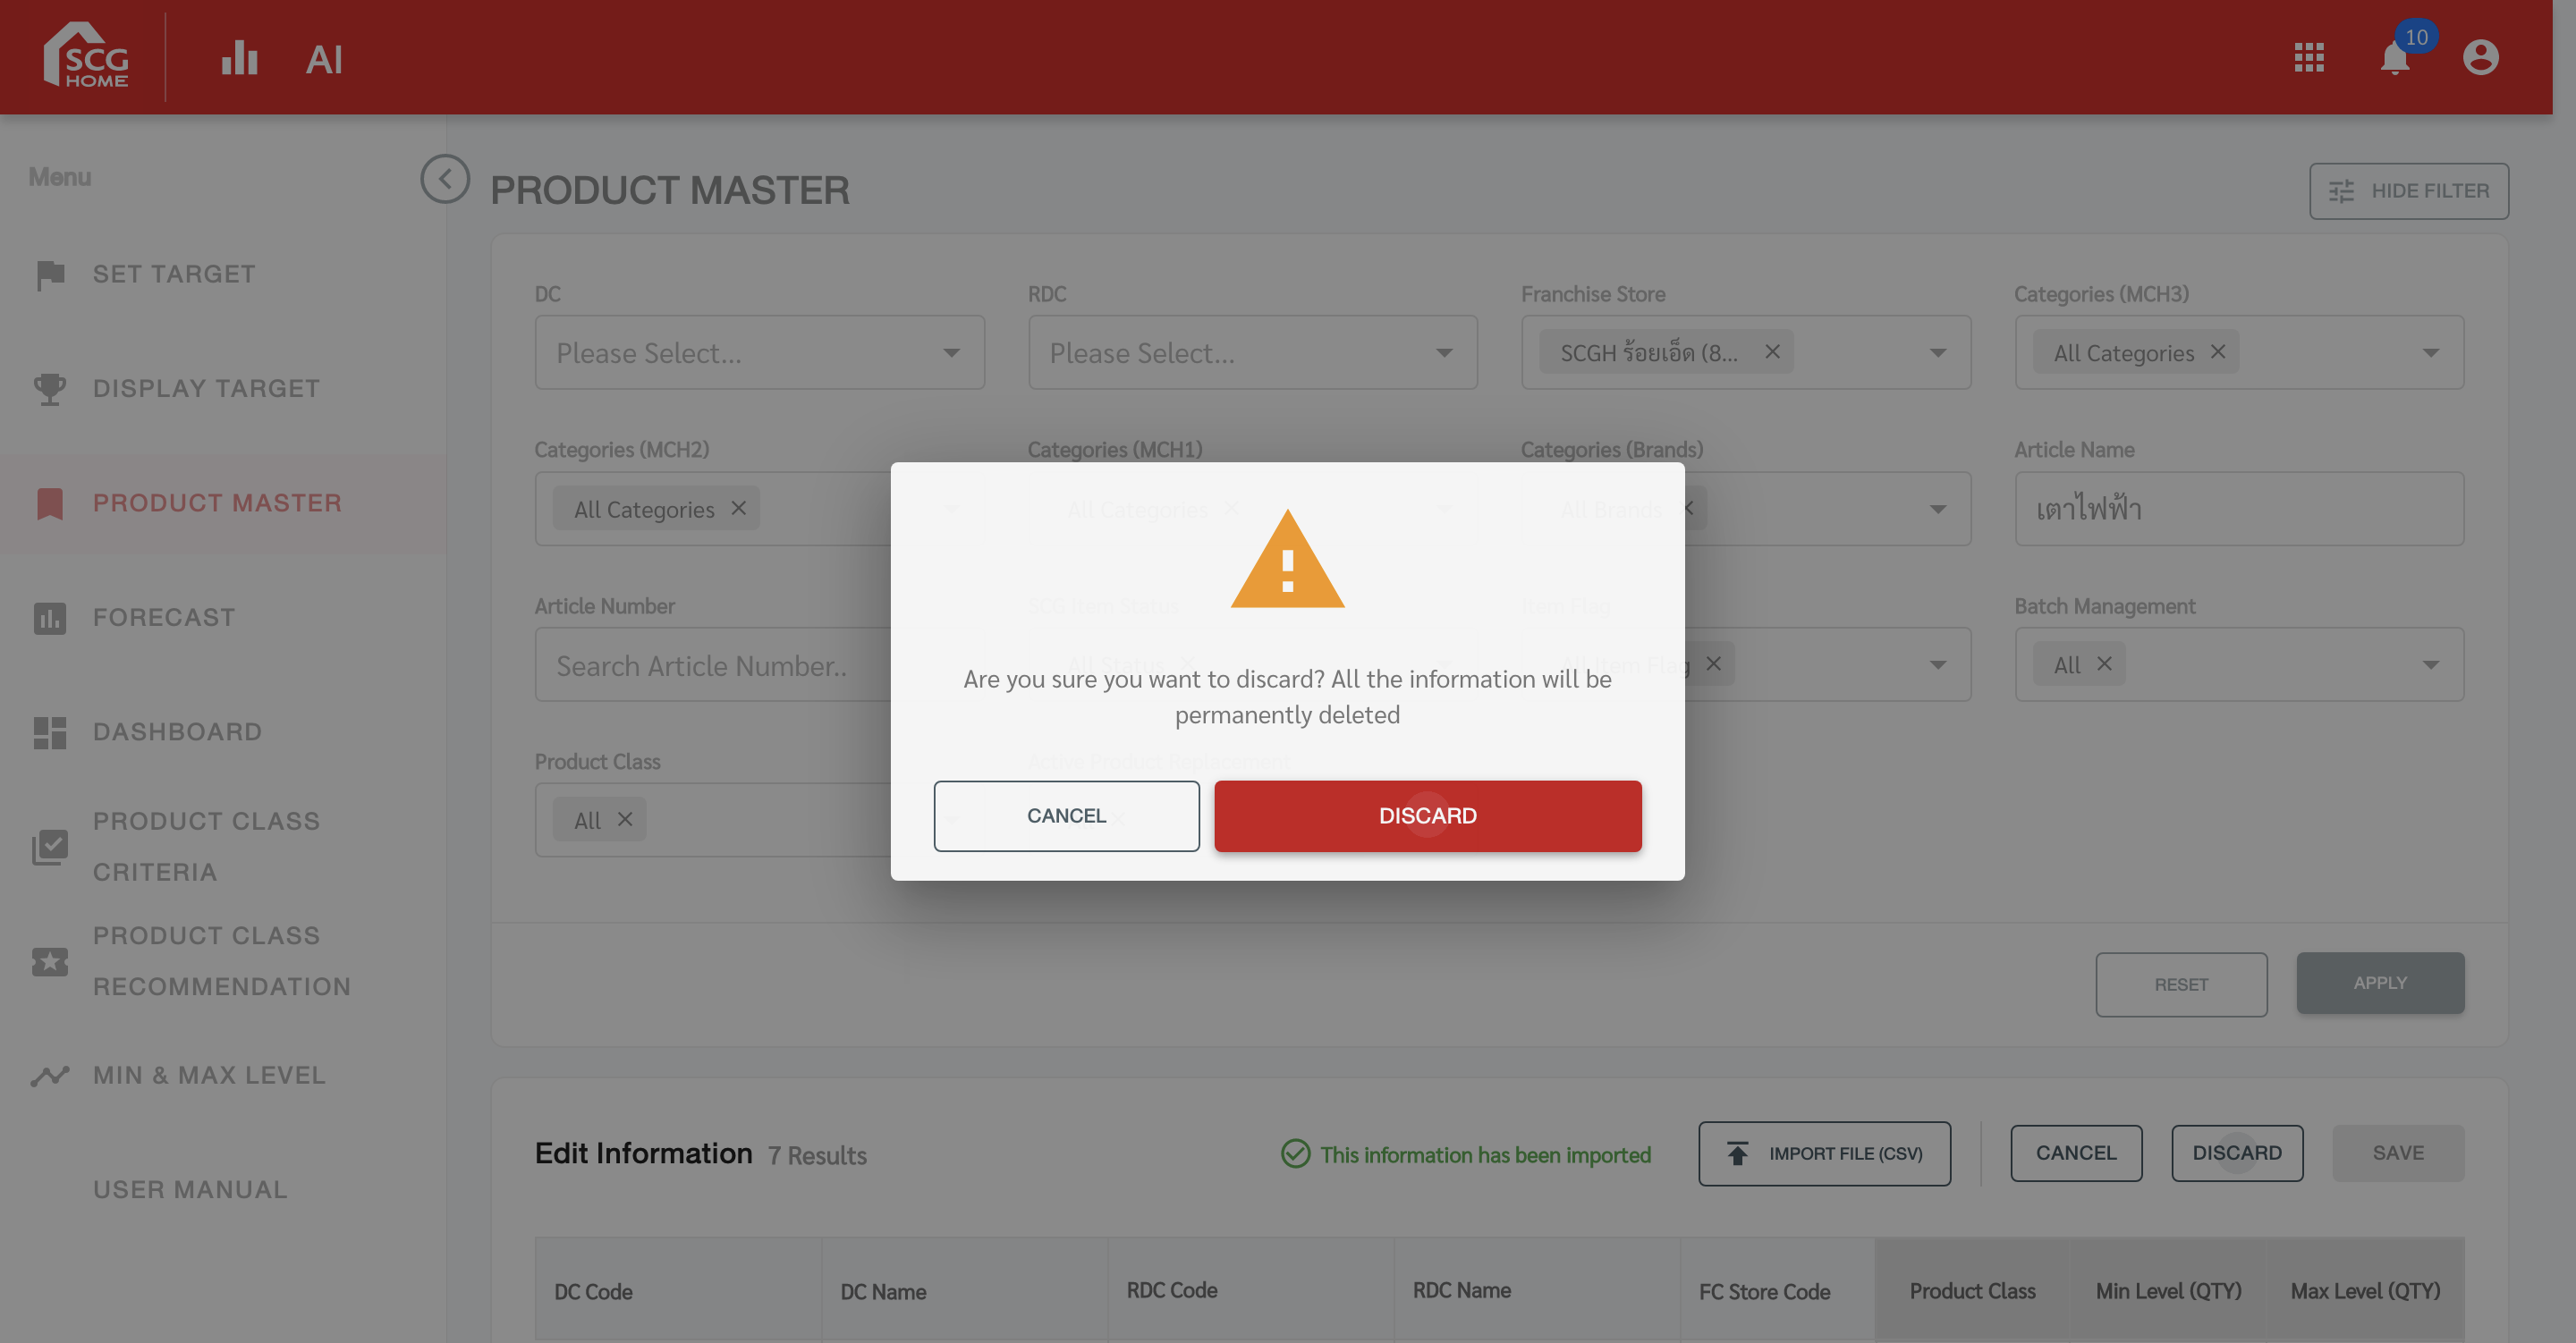 SCG
HOME
AI
10
Menu
PRODUCT MASTER
HIDE FILTER
SET TARGET
DISPLAY TARGET
PRODUCT MASTER
FORECAST
DASHBOARD
PRODUCT CLASS
CRITERIA
PRODUCT CLASS
RECOMMENDATION
MIN & MAX LEVEL
USER MANUAL
DC
RDC
Franchise Store
Categories (MCH3)
Please Select...
Please Select...
SCGH ร้อยเอ็ด (8...
All Categories
Categories (MCH2)
Categories (MCH1)
Categories (Brands)
Article Name
All Categories
All Categories
All Brands
เตาไฟฟ้า
Article Number
SCG Item Status
Item Flag
Batch Management
Search Article Number..
All Status
All Item Flag
All
Product Class
Active Product Replacement
All
Are you sure you want to discard? All the information will be
permanently deleted
CANCEL
DISCARD
RESET
APPLY
Edit Information
7 Results
This information has been imported
IMPORT FILE (CSV)
CANCEL
DISCARD
SAVE
DC Code
DC Name
RDC Code
RDC Name
FC Store Code
Product Class
Min Level (QTY)
Max Level (QTY)